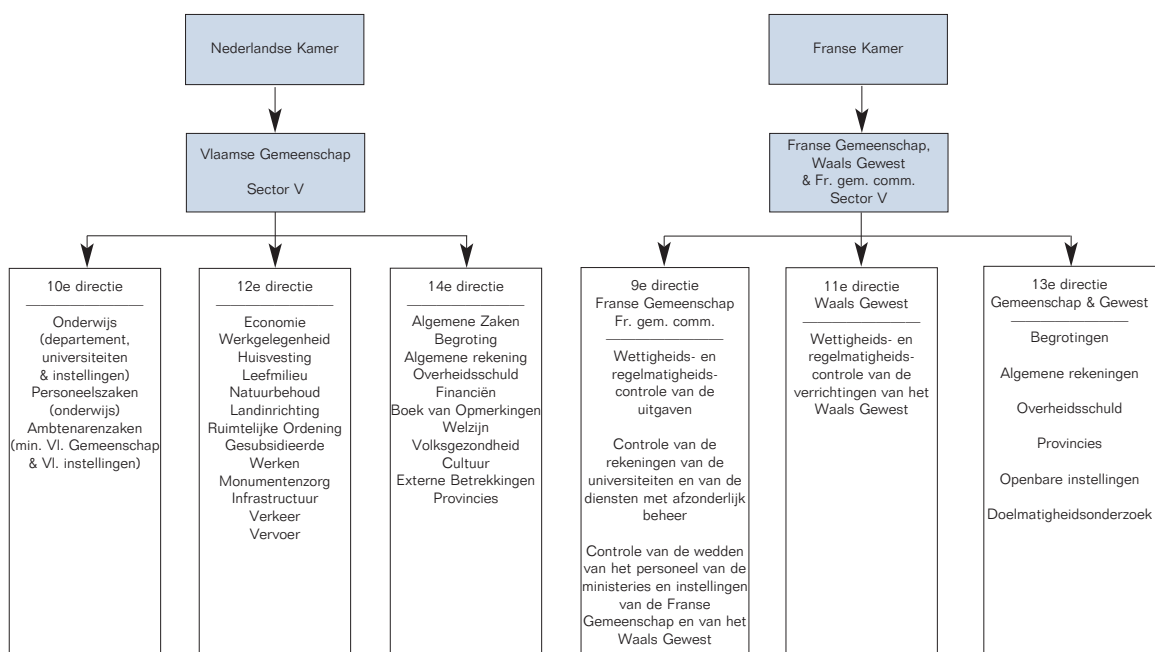 Nederlandse Kamer
Vlaamse Gemeenschap
Sector V
10e directie
Onderwijs
(departement,
universiteiten
& instellingen)
Personeelszaken
(onderwijs)
Ambtenarenzaken
(min. Vl. Gemeenschap
& Vl. instellingen)
12e directie
Economie
Werkgelegenheid
Huisvesting
Leefmilieu
Natuurbehoud
Landinrichting
Ruimtelijke Ordening
Gesubsidieerde
Werken
Monumentenzorg
Infrastructuur
Verkeer
Vervoer
14e directie
Algemene Zaken
Begroting
Algemene rekening
Overheidsschuld
Financiën
Boek van Opmerkingen
Welzijn
Volksgezondheid
Cultuur
Externe Betrekkingen
Provincies
Franse Kamer
Franse Gemeenschap,
Waals Gewest
& Fr. gem. comm.
Sector V
9e directie
Franse Gemeenschap
Fr. gem. comm.
Wettigheids- en
regelmatigheids-
controle van de
uitgaven
Controle van de
rekeningen van de
universiteiten en van de
diensten met afzonderlijk
beheer
Controle van de wedden
van het personeel van de
ministeries en instellingen
van de Franse
Gemeenschap en van het
Waals Gewest
11e directie
Waals Gewest
Wettigheids- en
regelmatigheids-
controle van de
verrichtingen van het
Waals Gewest
13e directie
Gemeenschap & Gewest
Begrotingen
Algemene rekeningen
Overheidsschuld
Provincies
Openbare instellingen
Doelmatigheidsonderzoek